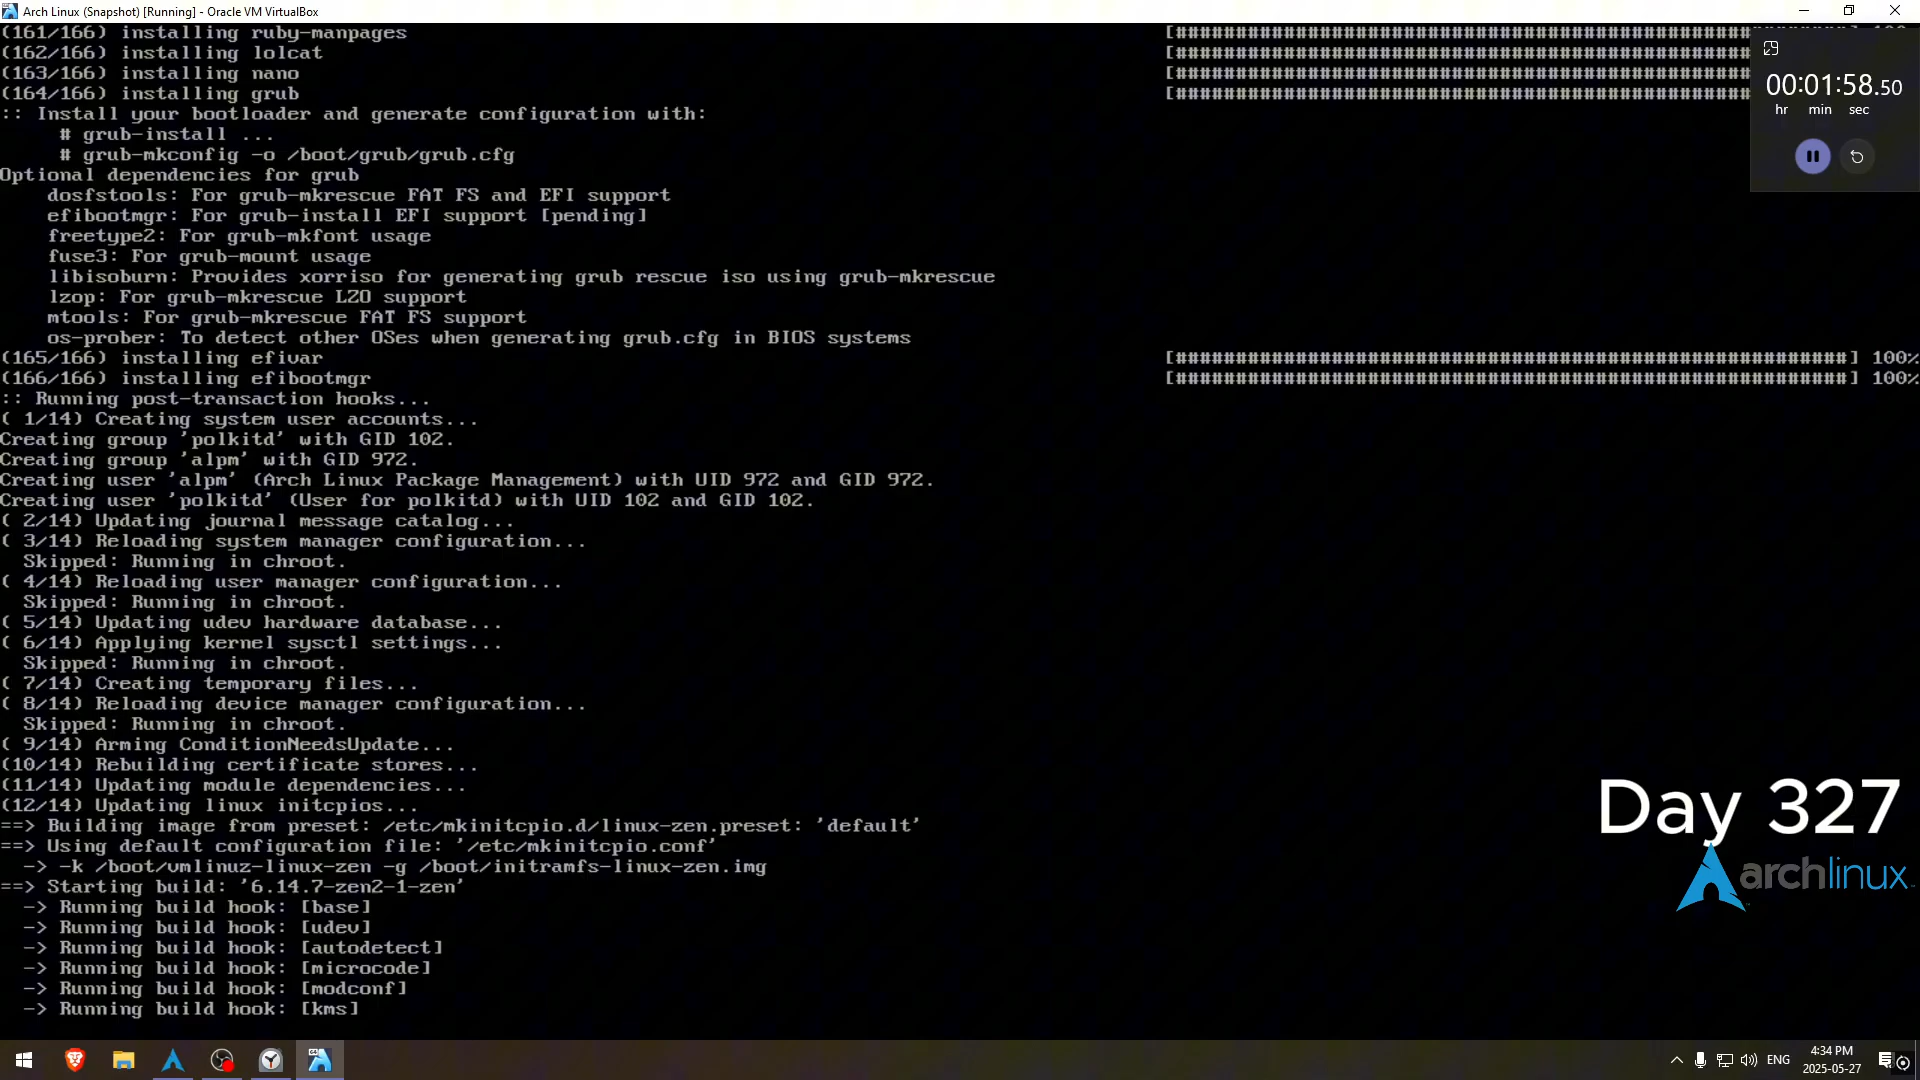 Arch Linux (Snapshot) [Running] - Oracle VM VirtualBox
(161/166) installing ruby-manpages [########################################################
(162/166) installing lolcat [########################################################
(163/166) installing nano [########################################################
(164/166) installing grub [########################################################
:: Install your bootloader and generate configuration with:
# grub-install ...
# grub-mkconfig -o /boot/grub/grub.cfg
Optional dependencies for grub
dosfstools: For grub-mkrescue FAT FS and EFI support
efibootmgr: For grub-install EFI support [pending]
freetype2: For grub-mkfont usage
fuse3: For grub-mount usage
libisoburn: Provides xorriso for generating grub rescue iso using grub-mkrescue
lzop: For grub-mkrescue LZO support
mtools: For grub-mkrescue FAT FS support
os-prober: To detect other OSes when generating grub.cfg in BIOS systems
(165/166) installing efivar [########################################################] 100%
(166/166) installing efibootmgr [########################################################] 100%
:: Running post-transaction hooks...
( 1/14) Creating system user accounts...
Creating group 'polkitd' with GID 102.
Creating group 'alpm' with GID 972.
Creating user 'alpm' (Arch Linux Package Management) with UID 972 and GID 972.
Creating user 'polkitd' (User for polkitd) with UID 102 and GID 102.
( 2/14) Updating journal message catalog...
( 3/14) Reloading system manager configuration...
Skipped: Running in chroot.
( 4/14) Reloading user manager configuration...
Skipped: Running in chroot.
( 5/14) Updating udev hardware database...
( 6/14) Applying kernel sysctl settings...
Skipped: Running in chroot.
( 7/14) Creating temporary files...
( 8/14) Reloading device manager configuration...
Skipped: Running in chroot.
( 9/14) Arming ConditionNeedsUpdate...
(10/14) Rebuilding certificate stores...
(11/14) Updating module dependencies...
(12/14) Updating linux initcpios...
==> Building image from preset: /etc/mkinitcpio.d/linux-zen.preset: 'default'
==> Using default configuration file: '/etc/mkinitcpio.conf'
-> -k /boot/vmlinuz-linux-zen -g /boot/initramfs-linux-zen.img
==> Starting build: '6.14.7-zen2-1-zen'
-> Running build hook: [base]
-> Running build hook: [udev]
-> Running build hook: [autodetect]
-> Running build hook: [microcode]
-> Running build hook: [modconf]
-> Running build hook: [kms]
00:01:58.50
hr min sec
Day 327
archlinux
ENG
4:34 PM
2025-05-27